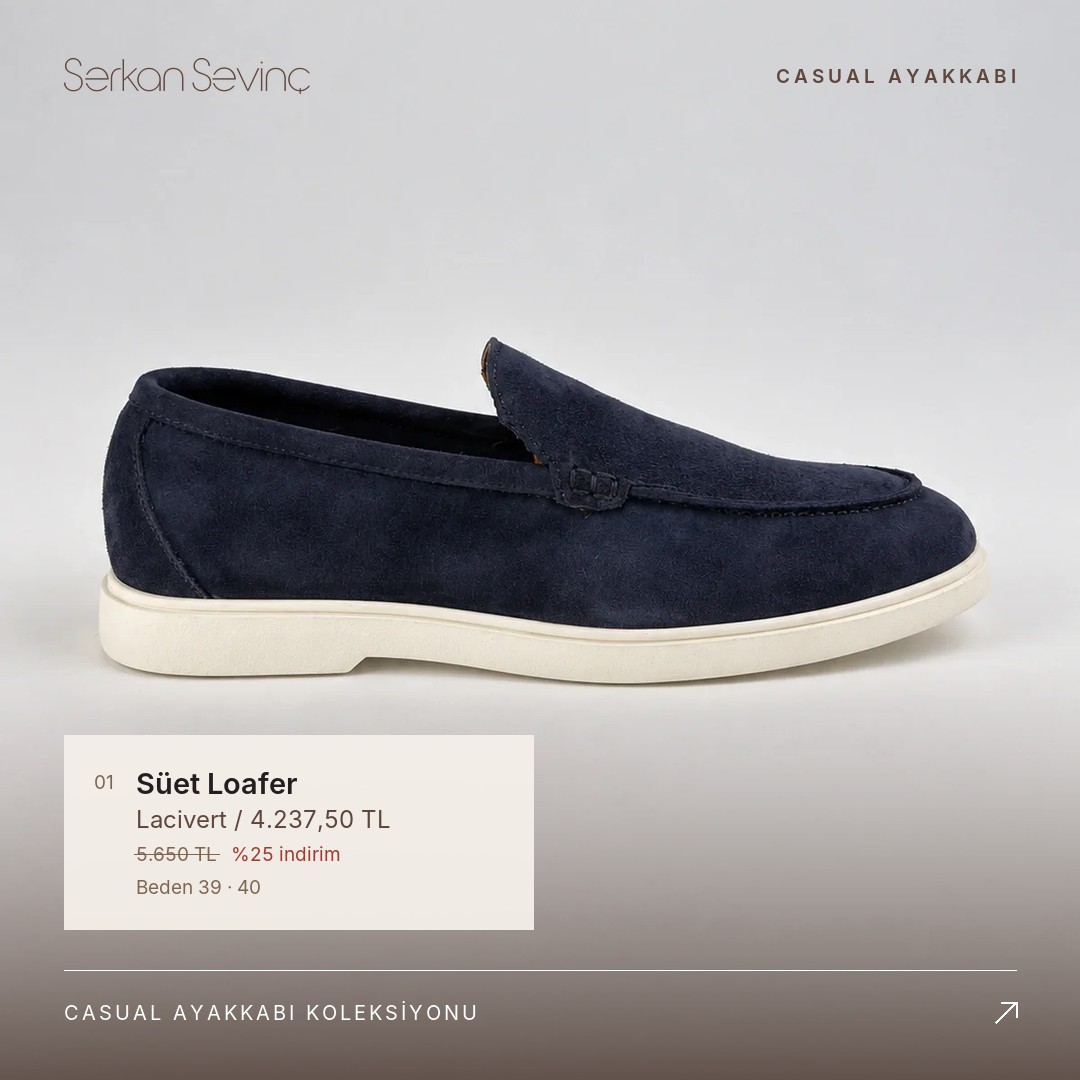 Serkan Sevinç
CASUAL AYAKKABI
01 Süet Loafer
Lacivert / 4.237,50 TL
5.650 TL %25 indirim
Beden 39 · 40
CASUAL AYAKKABI KOLEKSİYONU